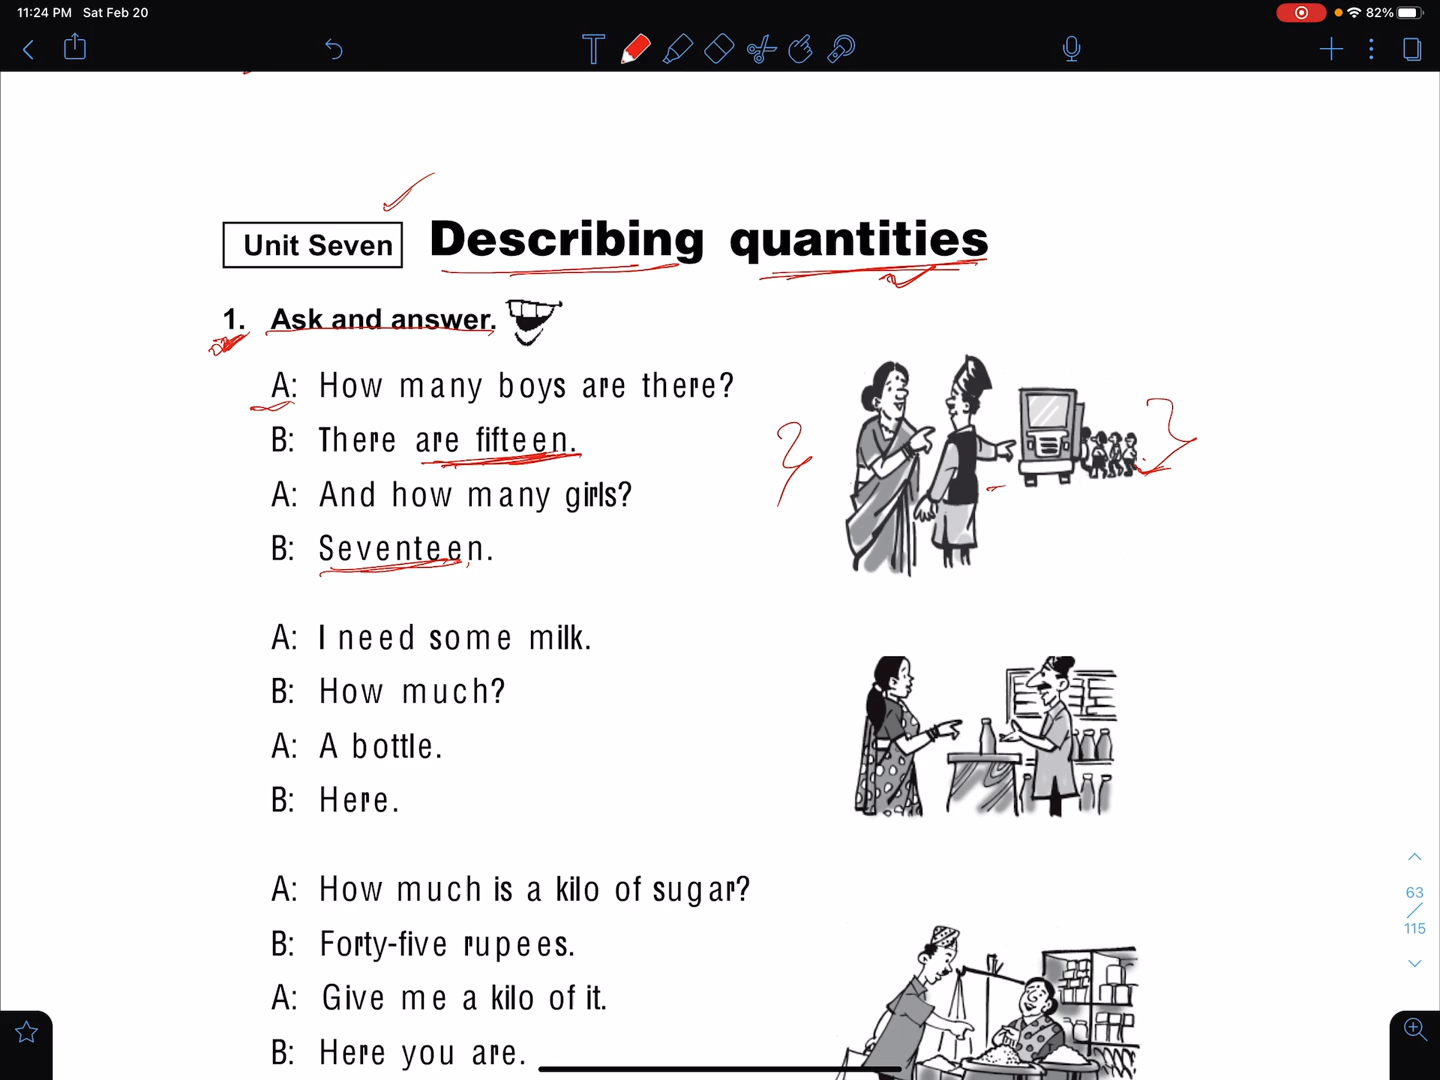 11:24 PM Sat Feb 20
82%
Unit Seven
Describing quantities
1. Ask and answer.
A: How many boys are there?
B: There are fifteen.
A: And how many girls?
B: Seventeen.
A: I need some milk.
B: How much?
A: A bottle.
B: Here.
A: How much is a kilo of sugar?
B: Forty-five rupees.
A: Give me a kilo of it.
B: Here you are.
63
115